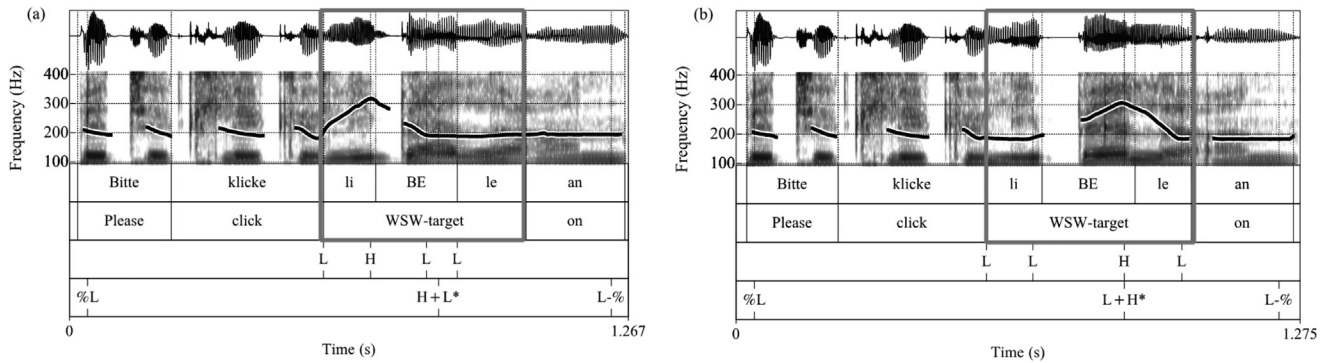 (a)
Frequency (Hz)
400
300
200
100
Bitte klicke li BE le an
Please click WSW-target on
L H L L
%L H+L* L-%
0 1.267
Time (s)
(b)
Frequency (Hz)
400
300
200
100
Bitte klicke li BE le an
Please click WSW-target on
L L H L
%L L+H* L-%
0 1.275
Time (s)